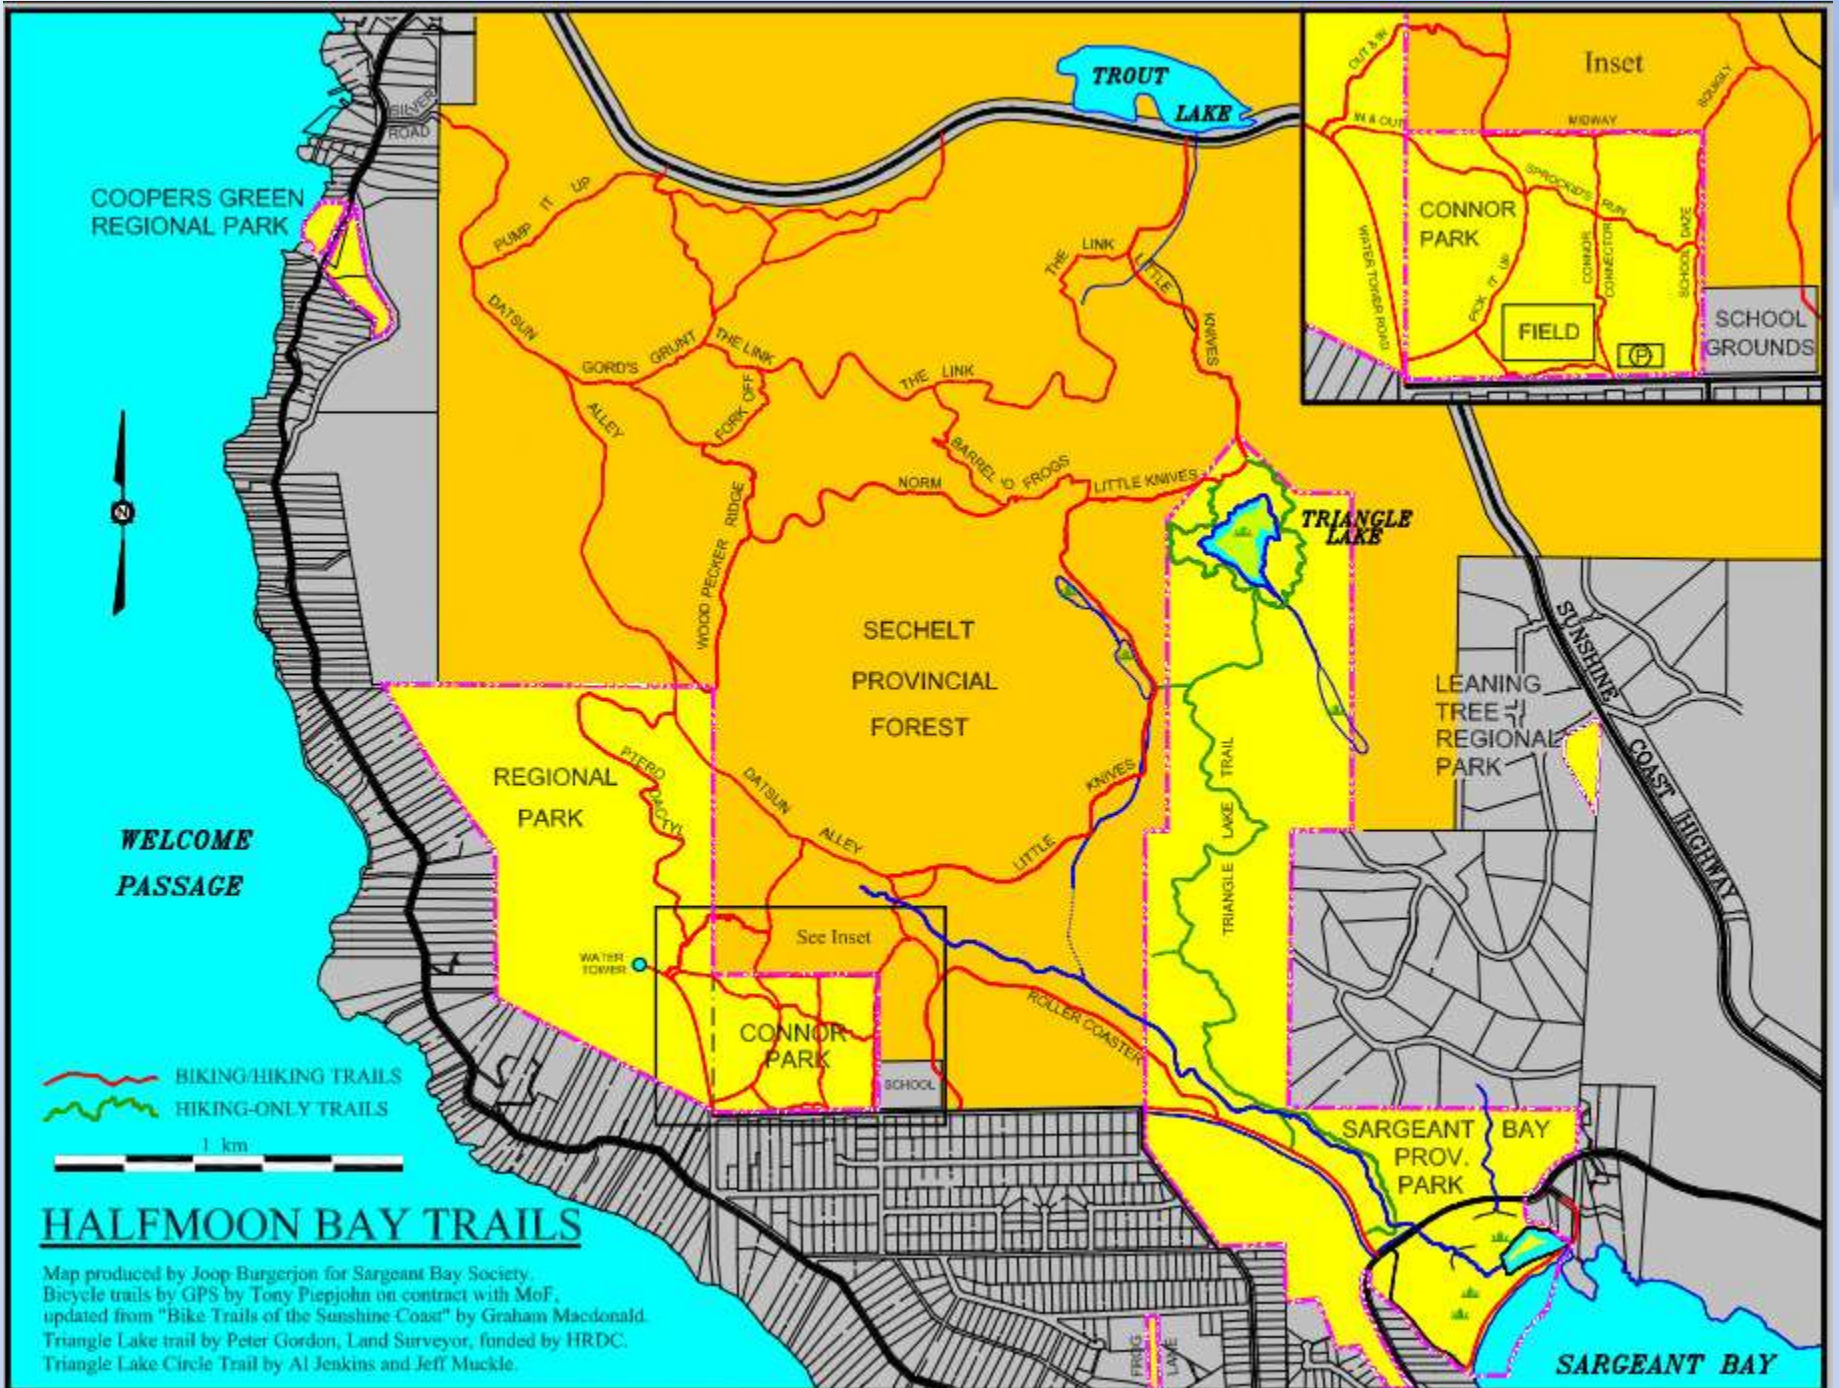 TROUT
LAKE
SILVER
ROAD
COOPERS GREEN
REGIONAL PARK
PUMP IT UP
DATSUN
ALLEY
GORD'S GRUNT
THE LINK
FORK OFF
THE LINK
THE LINK
LITTLE
KNIVES
BARREL O FROGS
NORM
LITTLE KNIVES
WOOD PECKER RIDGE
TRIANGLE
LAKE
SECHELT
PROVINCIAL
FOREST
Inset
OUT & IN
IN & OUT
MIDWAY
SQUIGLY
SPROCKIDS RUN
CONNOR
PARK
WATER TOWER ROAD
PICK IT UP
CONNOR
CONNECTOR
SCHOOL DAZE
FIELD
P
SCHOOL
GROUNDS
SUNSHINE
COAST HIGHWAY
LEANING
TREE
REGIONAL
PARK
N
REGIONAL
PARK
PTERO DACTYL
DATSUN
ALLEY
LITTLE
KNIVES
TRIANGLE LAKE TRAIL
WELCOME
PASSAGE
See Inset
WATER
TOWER
CONNOR
PARK
SCHOOL
ROLLER COASTER
BIKING/HIKING TRAILS
HIKING-ONLY TRAILS
1 km
SARGEANT BAY
PROV.
PARK
HALFMOON BAY TRAILS
Map produced by Joop Burgerjon for Sargeant Bay Society.
Bicycle trails by GPS by Tony Piepjohn on contract with MoF,
updated from "Bike Trails of the Sunshine Coast" by Graham Macdonald.
Triangle Lake trail by Peter Gordon, Land Surveyor, funded by HRDC.
Triangle Lake Circle Trail by Al Jenkins and Jeff Muckle.
FROG
LAKE
SARGEANT BAY